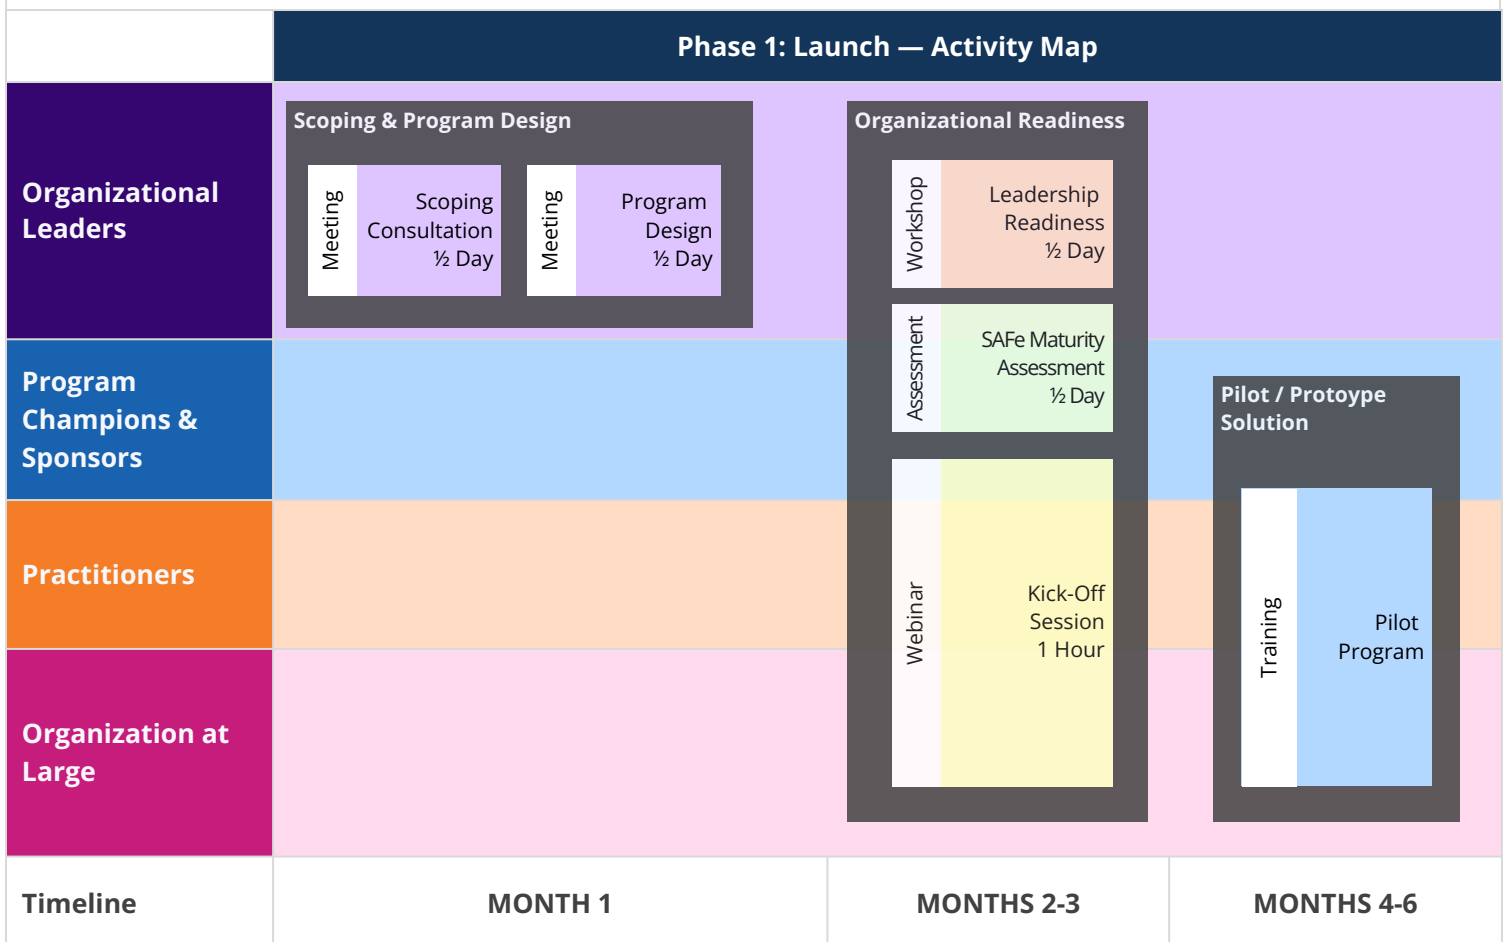 Phase 1: Launch — Activity Map
Organizational
Leaders
Scoping & Program Design
Meeting
Scoping
Consultation
½ Day
Meeting
Program
Design
½ Day
Organizational Readiness
Workshop
Leadership
Readiness
½ Day
Assessment
SAFe Maturity
Assessment
½ Day
Webinar
Kick-Off
Session
1 Hour
Program
Champions &
Sponsors
Pilot / Protoype
Solution
Training
Pilot
Program
Practitioners
Organization at
Large
Timeline
MONTH 1
MONTHS 2-3
MONTHS 4-6